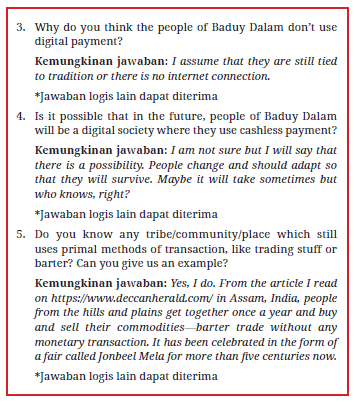 3. Why do you think the people of Baduy Dalam don't use
digital payment?
Kemungkinan jawaban: I assume that they are still tied
to tradition or there is no internet connection.
*Jawaban logis lain dapat diterima
4. Is it possible that in the future, people of Baduy Dalam
will be a digital society where they use cashless payment?
Kemungkinan jawaban: I am not sure but I will say that
there is a possibility. People change and should adapt so
that they will survive. Maybe it will take sometimes but
who knows, right?
*Jawaban logis lain dapat diterima
5. Do you know any tribe/community/place which still
uses primal methods of transaction, like trading stuff or
barter? Can you give us an example?
Kemungkinan jawaban: Yes, I do. From the article I read
on https://www.deccanherald.com/ in Assam, India, people
from the hills and plains get together once a year and buy
and sell their commodities—barter trade without any
monetary transaction. It has been celebrated in the form of
a fair called Jonbeel Mela for more than five centuries now.
*Jawaban logis lain dapat diterima